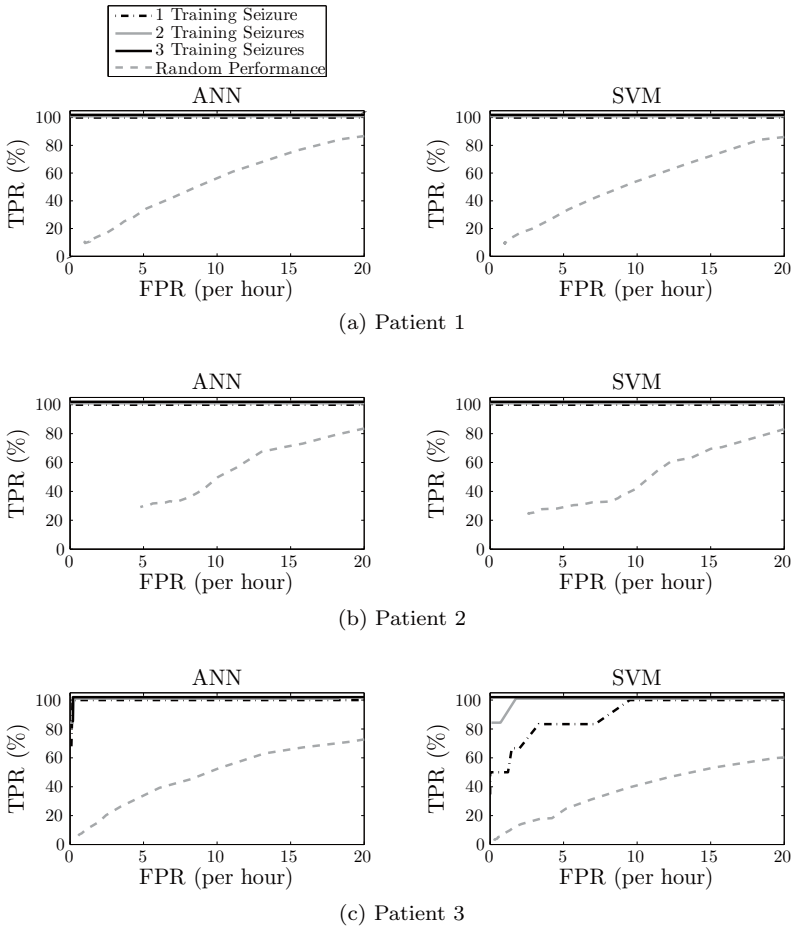 1 Training Seizure
2 Training Seizures
3 Training Seizures
Random Performance
ANN
TPR (%)
100
80
60
40
20
0
0 5 10 15 20
FPR (per hour)
SVM
TPR (%)
100
80
60
40
20
0
0 5 10 15 20
FPR (per hour)
(a) Patient 1
ANN
TPR (%)
100
80
60
40
20
0
0 5 10 15 20
FPR (per hour)
SVM
TPR (%)
100
80
60
40
20
0
0 5 10 15 20
FPR (per hour)
(b) Patient 2
ANN
TPR (%)
100
80
60
40
20
0
0 5 10 15 20
FPR (per hour)
SVM
TPR (%)
100
80
60
40
20
0
0 5 10 15 20
FPR (per hour)
(c) Patient 3